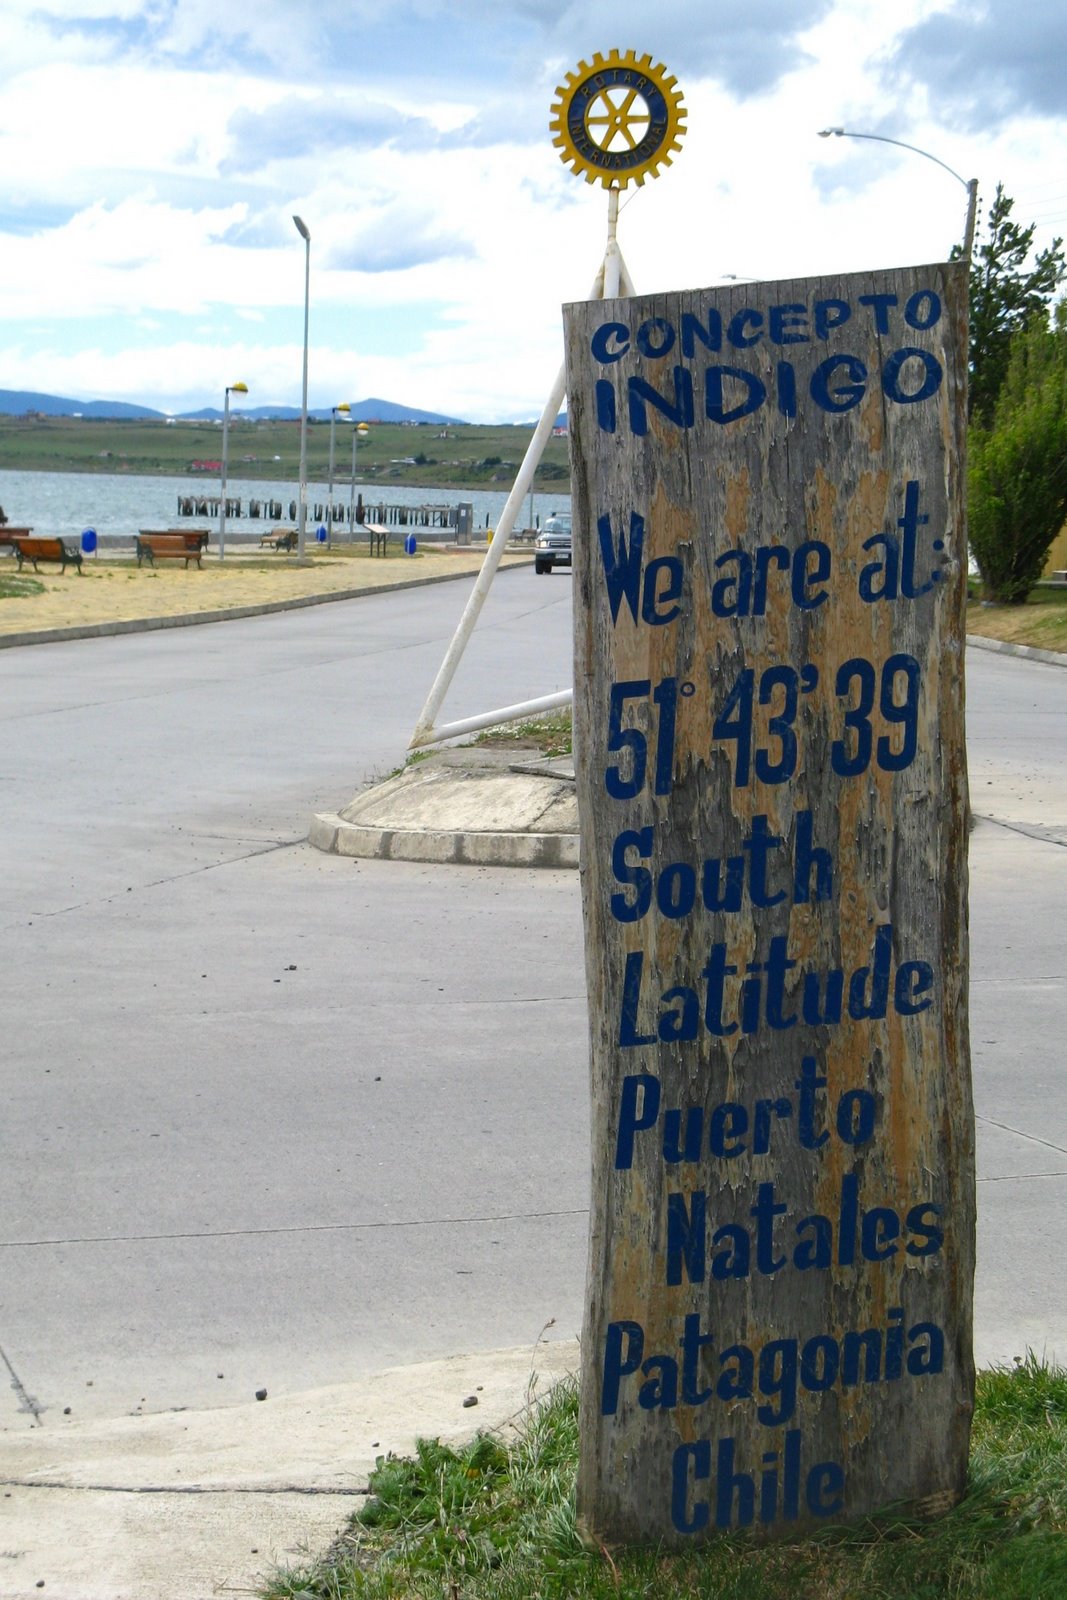 ROTARY
INTERNATIONAL
CONCEPTO
INDIGO
We are at:
51° 43' 39
South
Latitude
Puerto
Natales
Patagonia
Chile